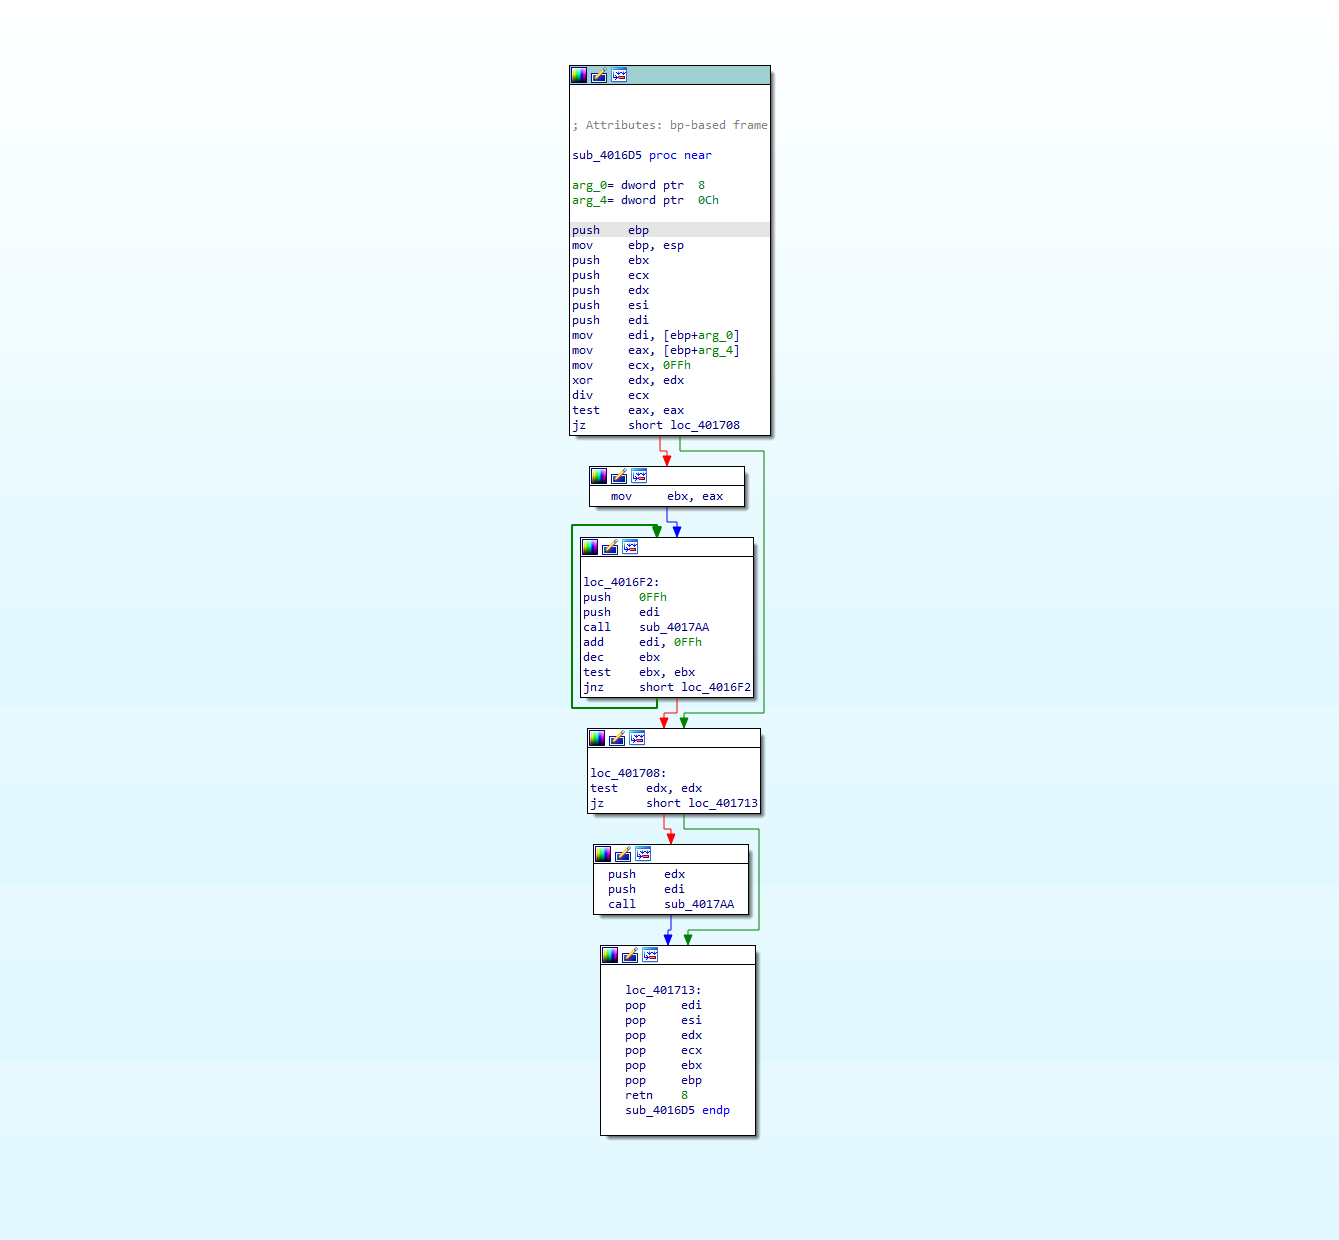 ; Attributes: bp-based frame
sub_4016D5 proc near
arg_0= dword ptr  8
arg_4= dword ptr  0Ch
push    ebp
mov     ebp, esp
push    ebx
push    ecx
push    edx
push    esi
push    edi
mov     edi, [ebp+arg_0]
mov     eax, [ebp+arg_4]
mov     ecx, 0FFh
xor     edx, edx
div     ecx
test    eax, eax
jz      short loc_401708
mov     ebx, eax
loc_4016F2:
push    0FFh
push    edi
call    sub_4017AA
add     edi, 0FFh
dec     ebx
test    ebx, ebx
jnz     short loc_4016F2
loc_401708:
test    edx, edx
jz      short loc_401713
push    edx
push    edi
call    sub_4017AA
loc_401713:
pop     edi
pop     esi
pop     edx
pop     ecx
pop     ebx
pop     ebp
retn    8
sub_4016D5 endp